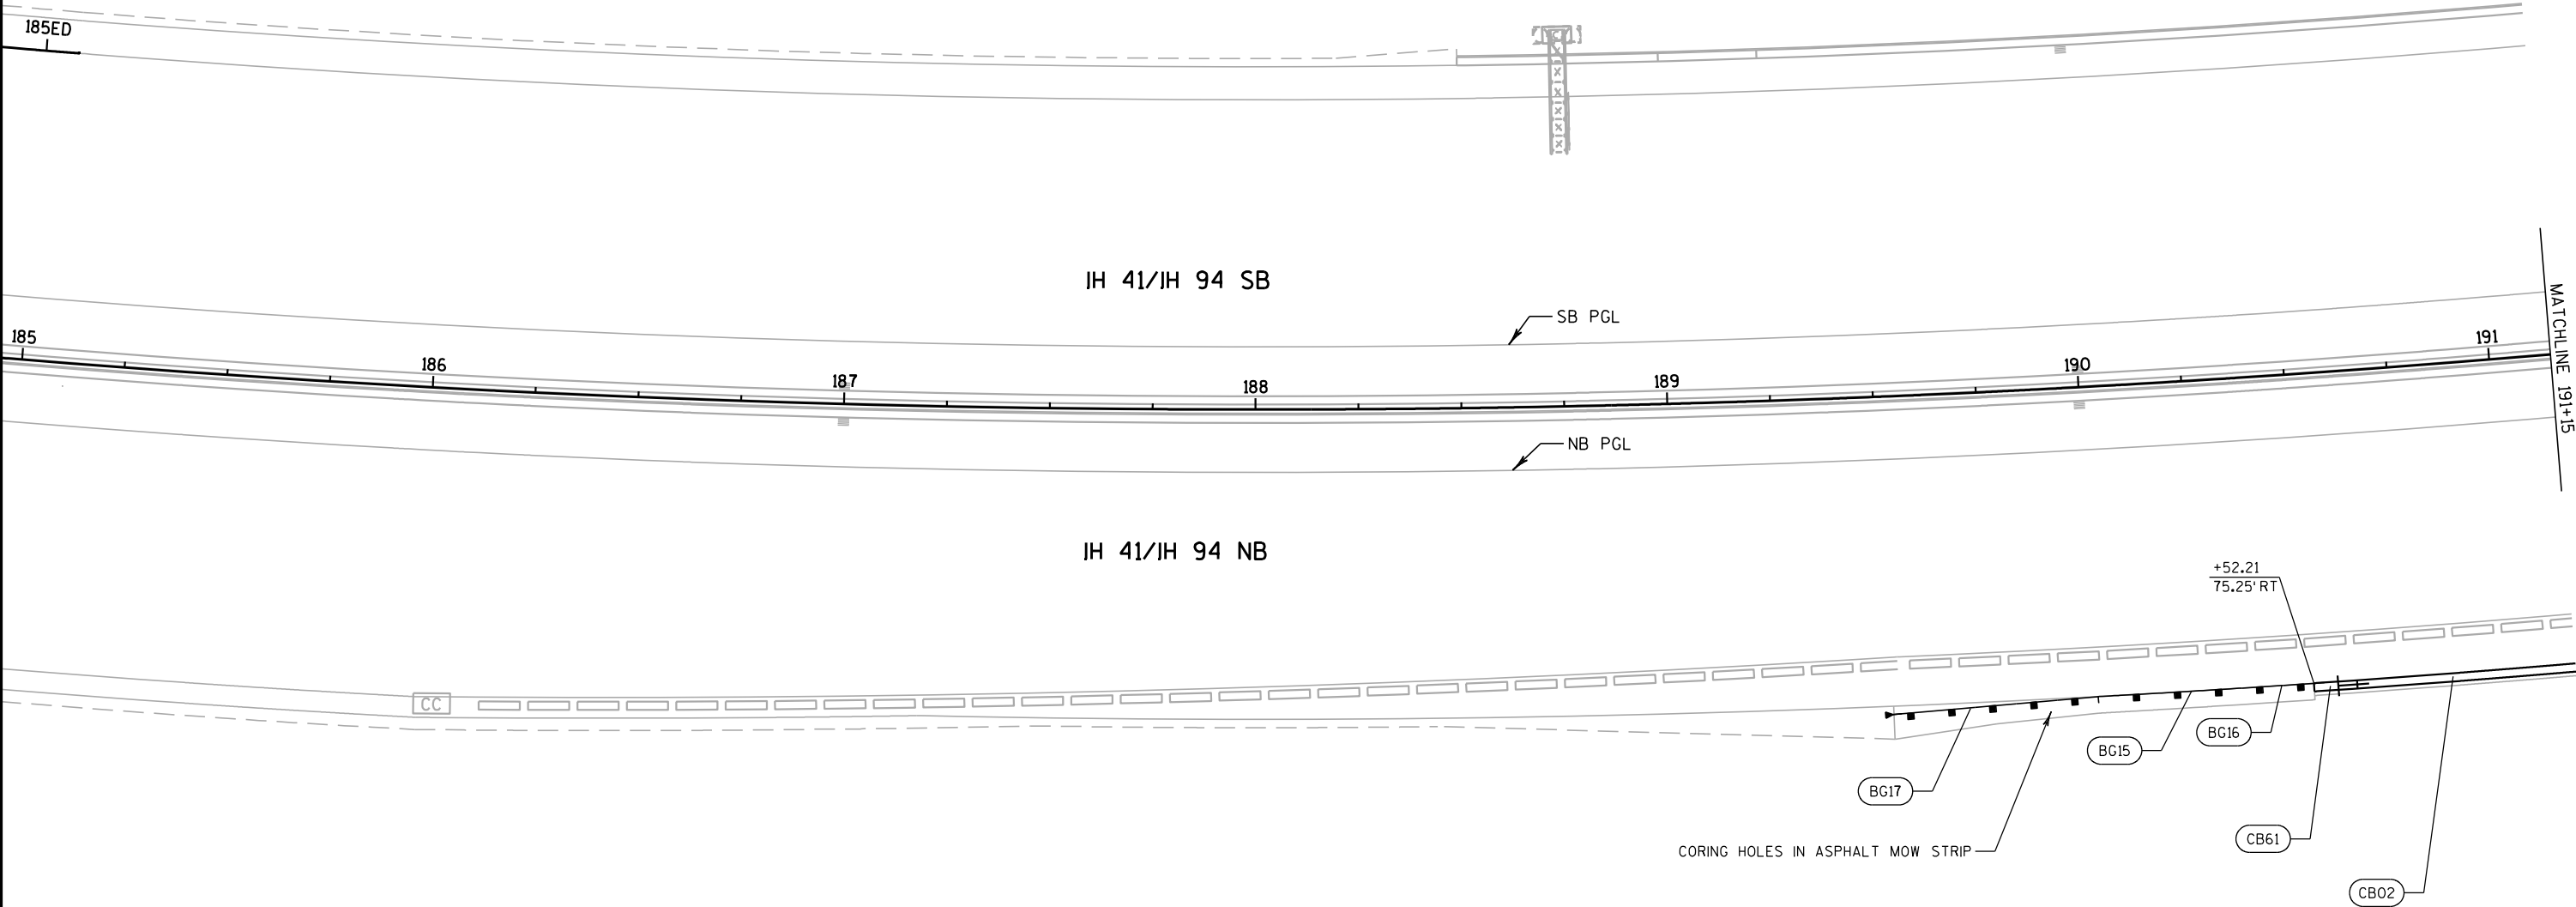 185ED
IH 41/IH 94 SB
SB PGL
185
186
187
188
189
190
191
MATCHLINE 191+15
NB PGL
IH 41/IH 94 NB
+52.21
75.25' RT
CC
BG17
BG15
BG16
CB61
CORING HOLES IN ASPHALT MOW STRIP
CB02